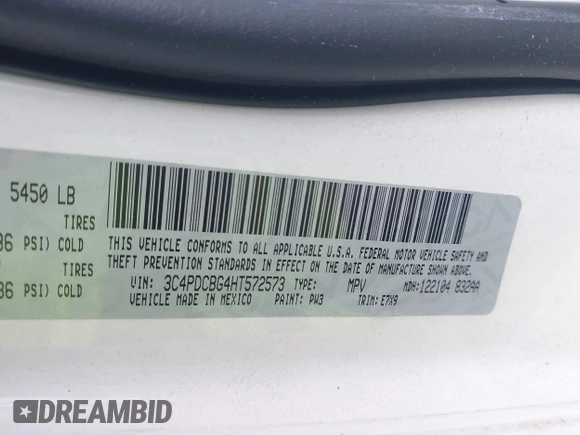 5450 LB
TIRES
36 PSI) COLD
TIRES
36 PSI) COLD
THIS VEHICLE CONFORMS TO ALL APPLICABLE U.S.A. FEDERAL MOTOR VEHICLE SAFETY AND
THEFT PREVENTION STANDARDS IN EFFECT ON THE DATE OF MANUFACTURE SHOWN ABOVE.
VIN: 3C4PDCBG4HT572573 TYPE: MPV MDH: 122104 832AA
VEHICLE MADE IN MEXICO PAINT: PW3 TRIM: E7X9
DREAMBID